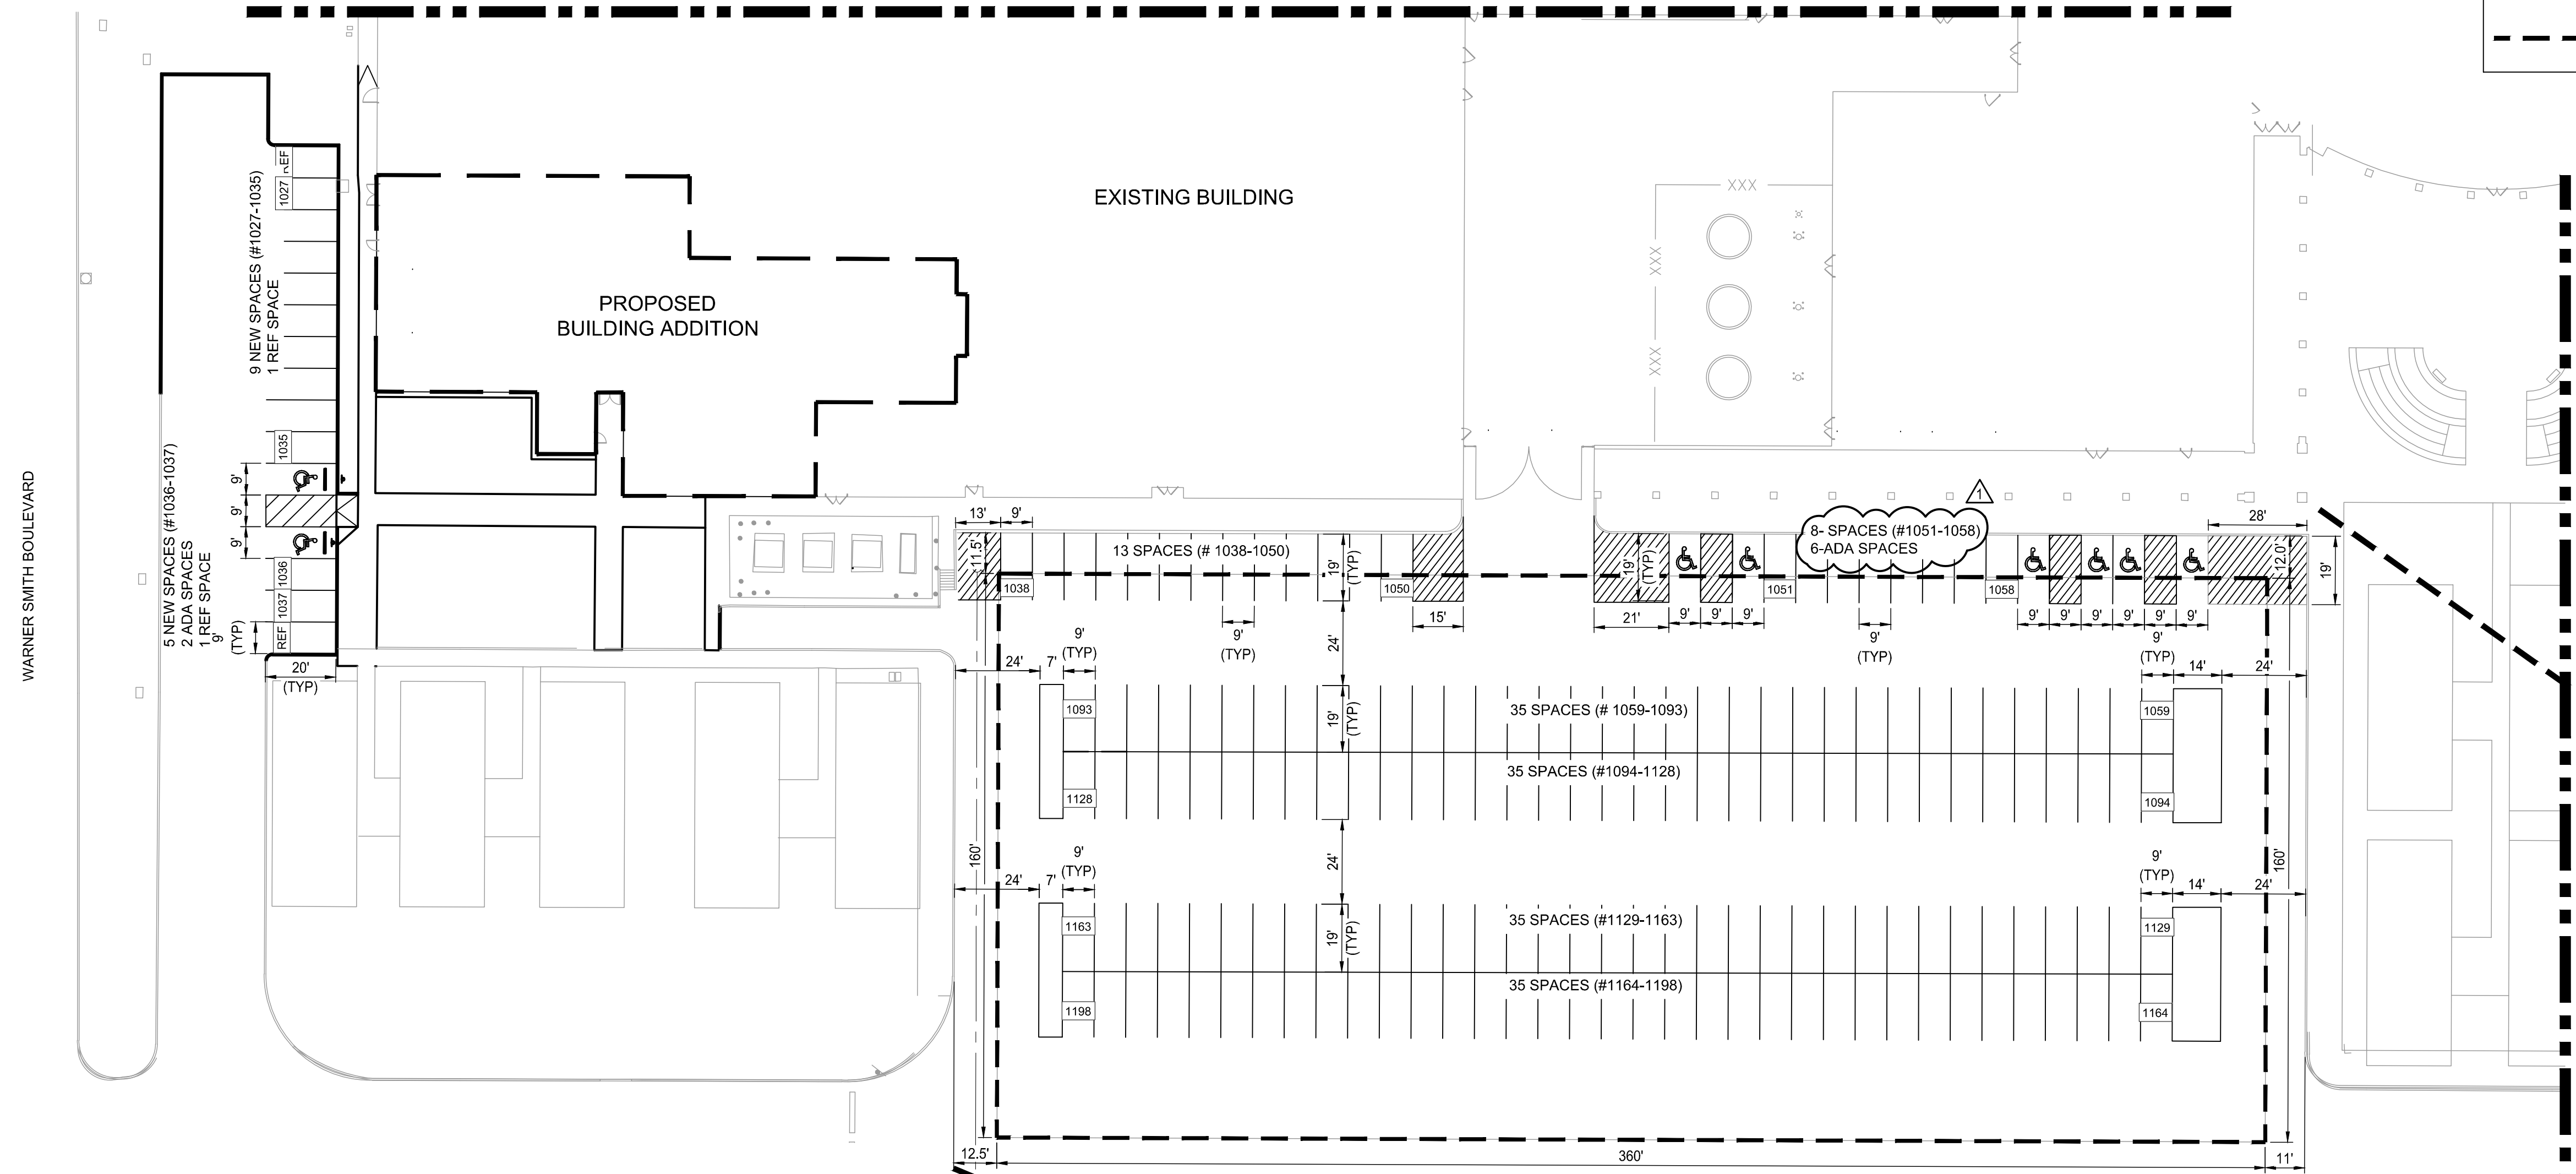 WARNER SMITH BOULEVARD
9 NEW SPACES (#1027-1035)
1 REF SPACE
REF
1027
1035
5 NEW SPACES (#1036-1037)
2 ADA SPACES
1 REF SPACE
9'
9'
9'
1036
1037
REF
9'
(TYP)
20'
(TYP)
PROPOSED
BUILDING ADDITION
EXISTING BUILDING
XXX
XXX
XXX
1
8- SPACES (#1051-1058)
6-ADA SPACES
13'
9'
11.5'
13 SPACES (# 1038-1050)
1038
19'
(TYP)
1050
15'
9'
(TYP)
24'
19'
(TYP)
21'
9'
9'
9'
1051
9'
(TYP)
1058
9'
9'
9'
9'
9'
9'
28'
12.0'
19'
24'
7'
9'
(TYP)
9'
(TYP)
14'
24'
1093
19'
(TYP)
35 SPACES (# 1059-1093)
1059
35 SPACES (#1094-1128)
1128
1094
160'
24'
160'
24'
7'
9'
(TYP)
9'
(TYP)
14'
24'
1163
19'
(TYP)
35 SPACES (#1129-1163)
1129
35 SPACES (#1164-1198)
1198
1164
12.5'
360'
11'